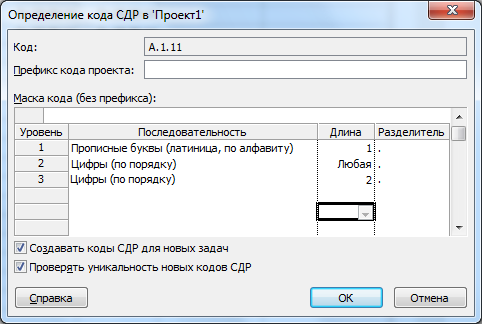 Определение кода СДР в 'Проект1'
Код: A.1.11
Префикс кода проекта:
Маска кода (без префикса):
Уровень Последовательность Длина Разделитель
1 Прописные буквы (латиница, по алфавиту) 1 .
2 Цифры (по порядку) Любая .
3 Цифры (по порядку) 2 .
Создавать коды СДР для новых задач
Проверять уникальность новых кодов СДР
Справка ОК Отмена